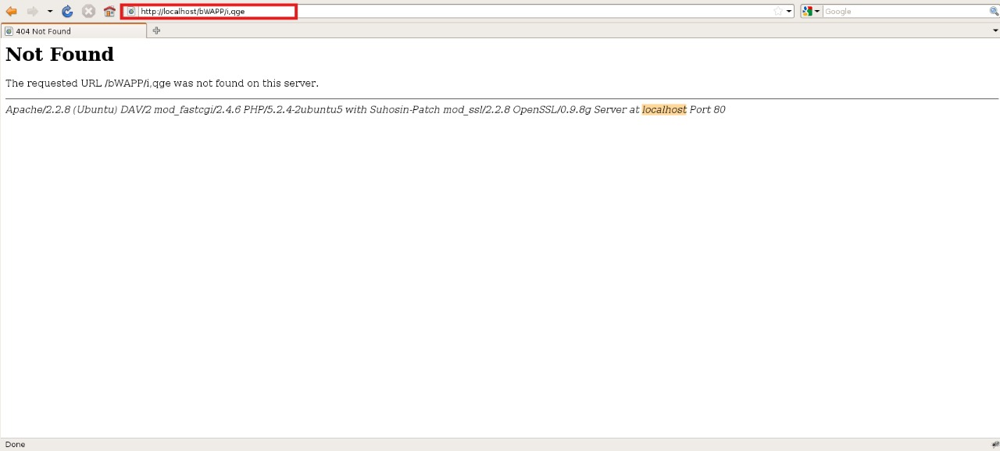 http://localhost/bWAPP/i,qge
Google
404 Not Found
Not Found
The requested URL /bWAPP/i,qge was not found on this server.
Apache/2.2.8 (Ubuntu) DAV/2 mod_fastcgi/2.4.6 PHP/5.2.4-2ubuntu5 with Suhosin-Patch mod_ssl/2.2.8 OpenSSL/0.9.8g Server at localhost Port 80
Done